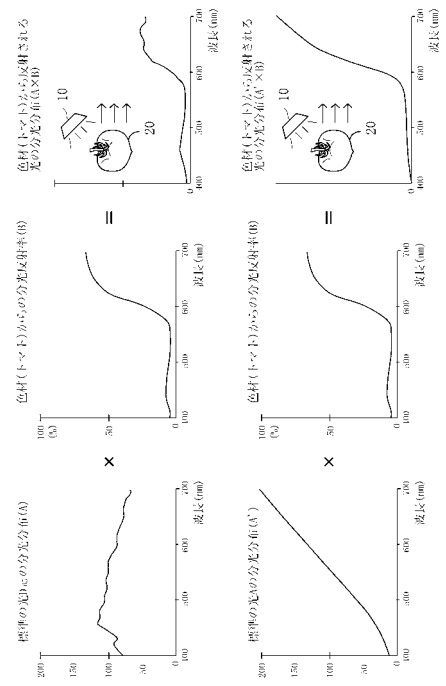 標準の光D65の分光分布(A)
200
150
100
50
0
400 500 600 700
波長(nm)
×
色材(トマト)からの分光反射率(B)
100
(%)
50
0
400 500 600 700
波長(nm)
=
色材(トマト)から反射される
光の分光分布(A×B)
10
20
0
400 500 600 700
波長(nm)
標準の光Aの分光分布(A')
200
150
100
50
0
400 500 600 700
波長(nm)
×
色材(トマト)からの分光反射率(B)
100
(%)
50
0
400 500 600 700
波長(nm)
=
色材(トマト)から反射される
光の分光分布(A'×B)
10
20
0
400 500 600 700
波長(nm)